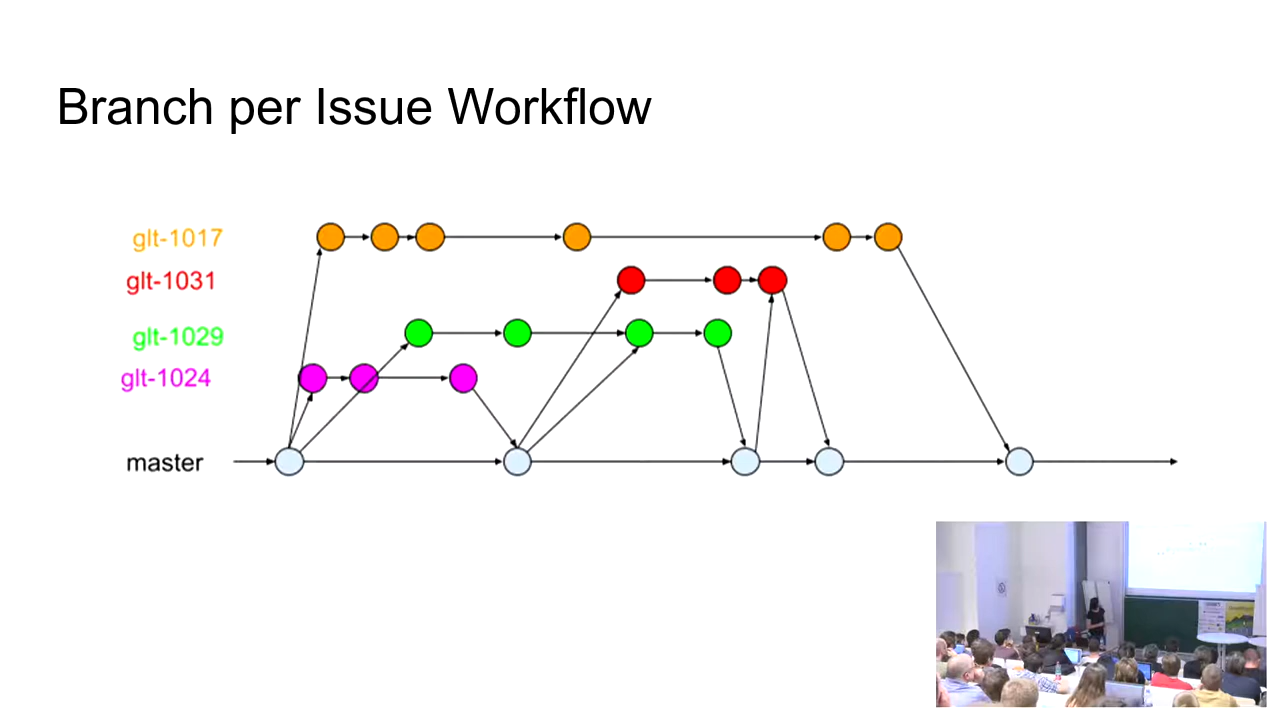 Branch per Issue Workflow
glt-1017
glt-1031
glt-1029
glt-1024
master